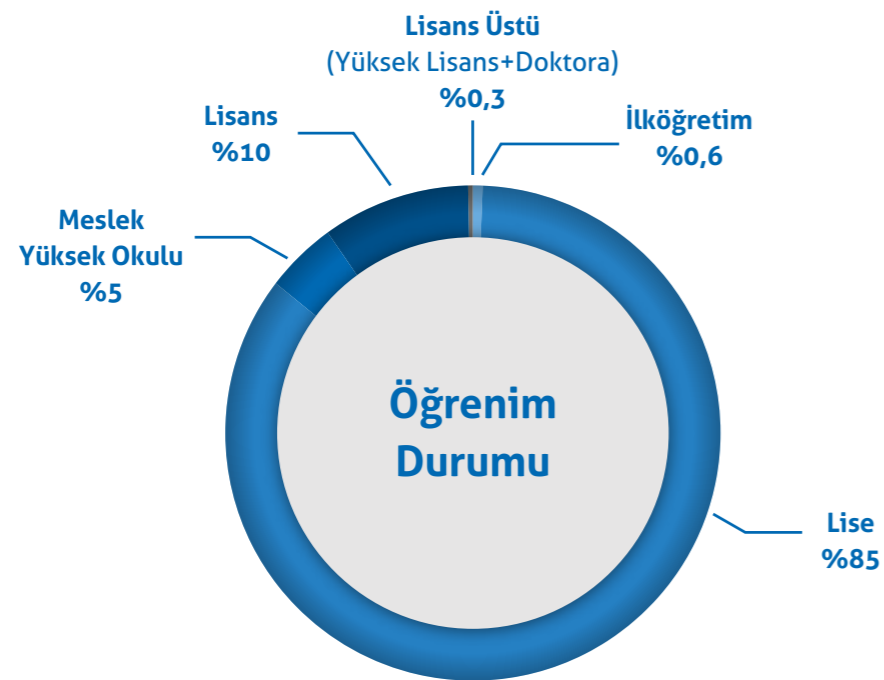 Lisans Üstü
(Yüksek Lisans+Doktora)
%0,3
Lisans
%10
İlköğretim
%0,6
Meslek
Yüksek Okulu
%5
Öğrenim
Durumu
Lise
%85